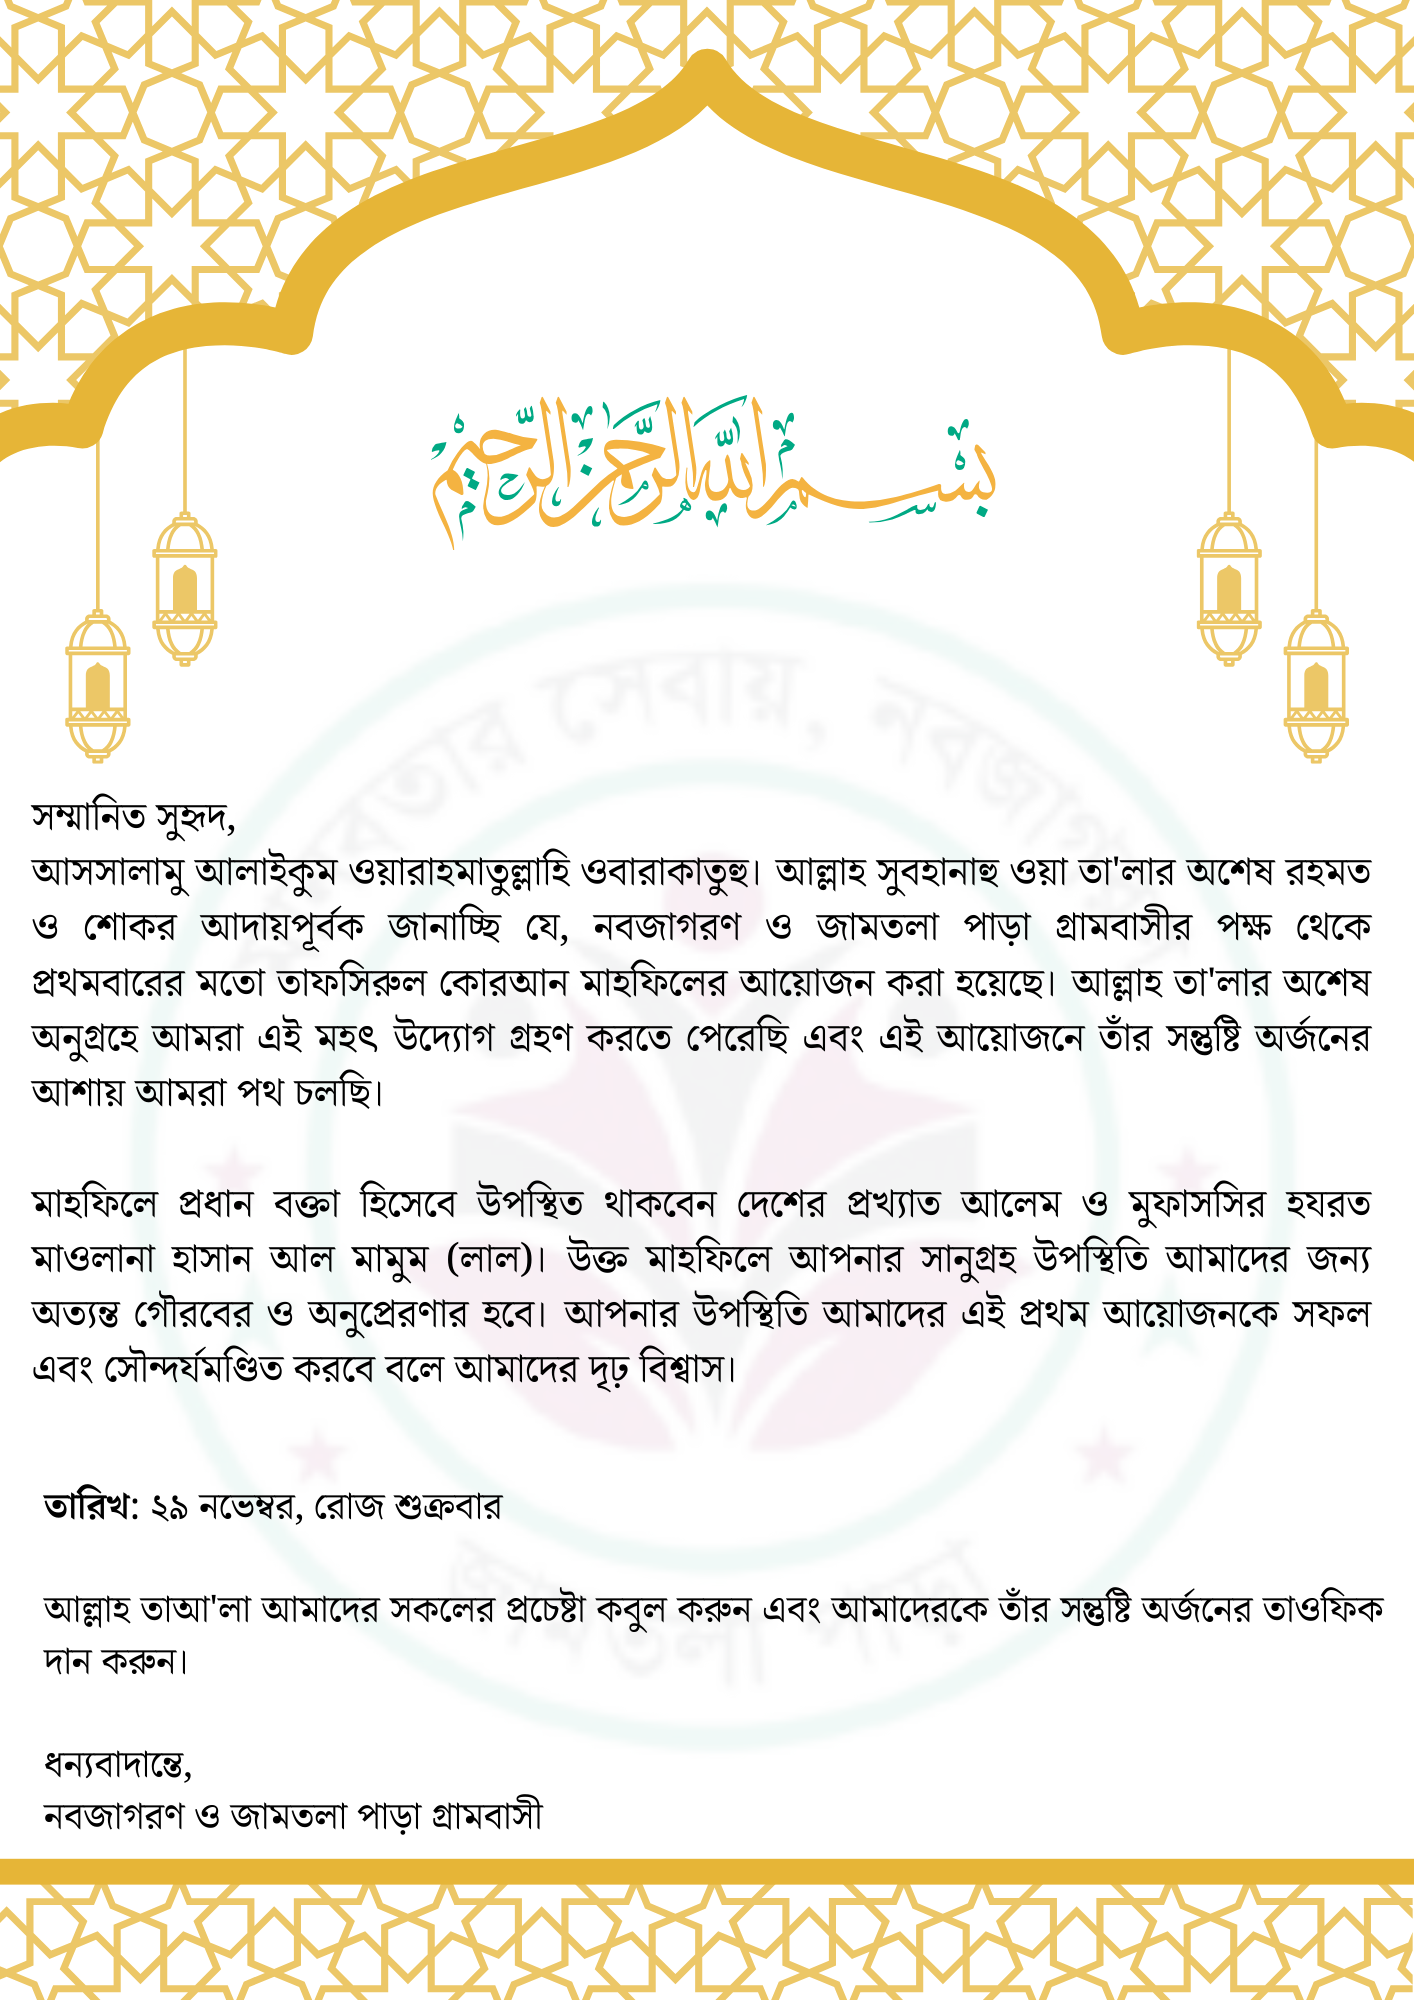 بسم الله الرحمن الرحيم
মানবতার সেবায়, নবজাগরণ
সম্মানিত সুহৃদ,
আসসালামু আলাইকুম ওয়ারাহমাতুল্লাহি ওবারাকাতুহু। আল্লাহ সুবহানাহু ওয়া তা'লার অশেষ রহমত
ও শোকর আদায়পূর্বক জানাচ্ছি যে, নবজাগরণ ও জামতলা পাড়া গ্রামবাসীর পক্ষ থেকে
প্রথমবারের মতো তাফসিরুল কোরআন মাহফিলের আয়োজন করা হয়েছে। আল্লাহ তা'লার অশেষ
অনুগ্রহে আমরা এই মহৎ উদ্যোগ গ্রহণ করতে পেরেছি এবং এই আয়োজনে তাঁর সন্তুষ্টি অর্জনের
আশায় আমরা পথ চলছি।
মাহফিলে প্রধান বক্তা হিসেবে উপস্থিত থাকবেন দেশের প্রখ্যাত আলেম ও মুফাসসির হযরত
মাওলানা হাসান আল মামুম (লাল)। উক্ত মাহফিলে আপনার সানুগ্রহ উপস্থিতি আমাদের জন্য
অত্যন্ত গৌরবের ও অনুপ্রেরণার হবে। আপনার উপস্থিতি আমাদের এই প্রথম আয়োজনকে সফল
এবং সৌন্দর্যমণ্ডিত করবে বলে আমাদের দৃঢ় বিশ্বাস।
তারিখ: ২৯ নভেম্বর, রোজ শুক্রবার
জামতলা পাড়া
আল্লাহ তাআ'লা আমাদের সকলের প্রচেষ্টা কবুল করুন এবং আমাদেরকে তাঁর সন্তুষ্টি অর্জনের তাওফিক
দান করুন।
ধন্যবাদান্তে,
নবজাগরণ ও জামতলা পাড়া গ্রামবাসী